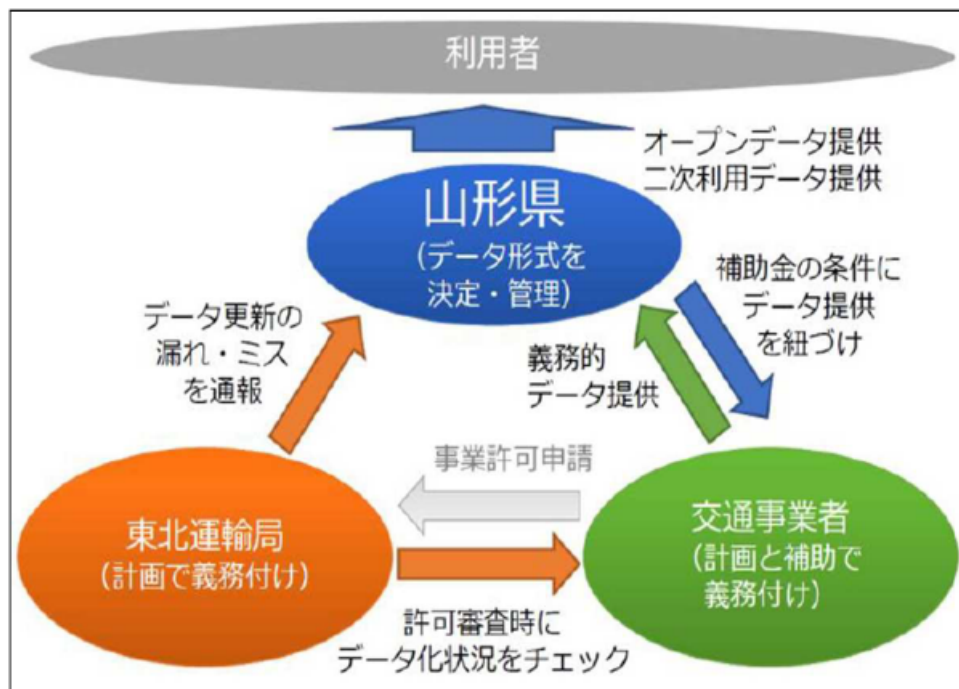 利用者
オープンデータ提供
二次利用データ提供
山形県
(データ形式を
決定・管理)
補助金の条件に
データ提供
を紐づけ
データ更新の
漏れ・ミス
を通報
義務的
データ提供
事業許可申請
東北運輸局
(計画で義務付け)
交通事業者
(計画と補助で
義務付け)
許可審査時に
データ化状況をチェック